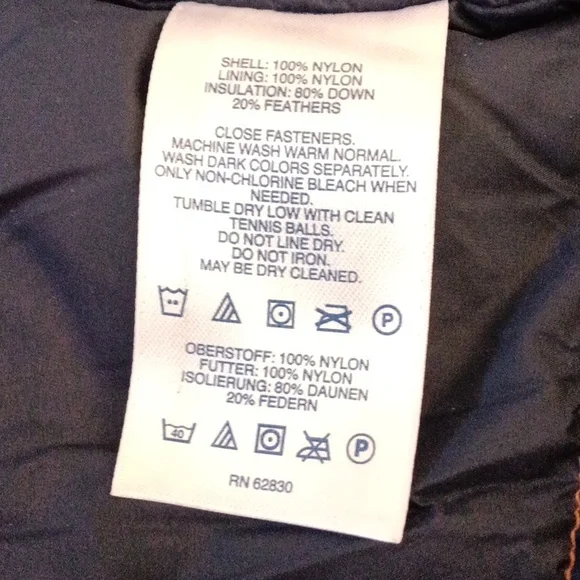 SHELL: 100% NYLON
LINING: 100% NYLON
INSULATION: 80% DOWN
20% FEATHERS
CLOSE FASTENERS.
MACHINE WASH WARM NORMAL.
WASH DARK COLORS SEPARATELY.
ONLY NON-CHLORINE BLEACH WHEN
NEEDED.
TUMBLE DRY LOW WITH CLEAN
TENNIS BALLS.
DO NOT LINE DRY.
DO NOT IRON.
MAY BE DRY CLEANED.
P
OBERSTOFF: 100% NYLON
FUTTER: 100% NYLON
ISOLIERUNG: 80% DAUNEN
20% FEDERN
40 P
RN 62830